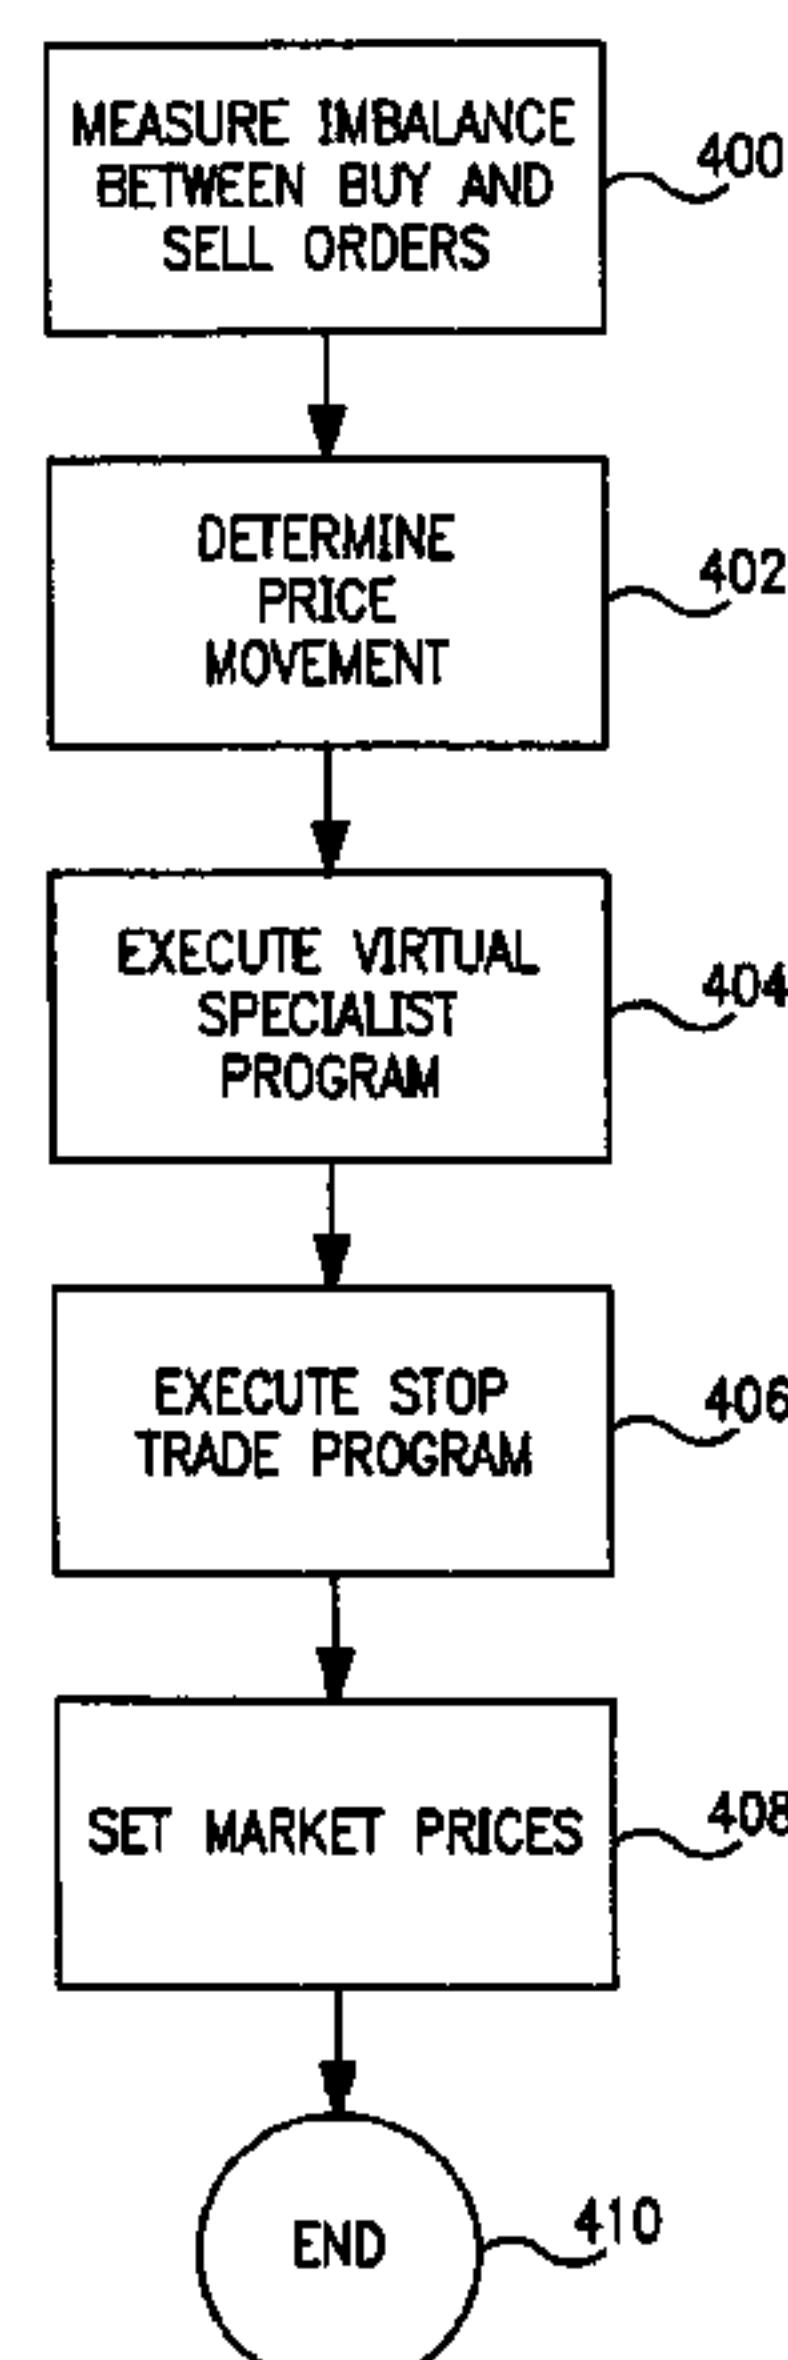 MEASURE IMBALANCE
BETWEEN BUY AND
SELL ORDERS
400
DETERMINE
PRICE
MOVEMENT
402
EXECUTE VIRTUAL
SPECIALIST
PROGRAM
404
EXECUTE STOP
TRADE PROGRAM
406
SET MARKET PRICES
408
END
410